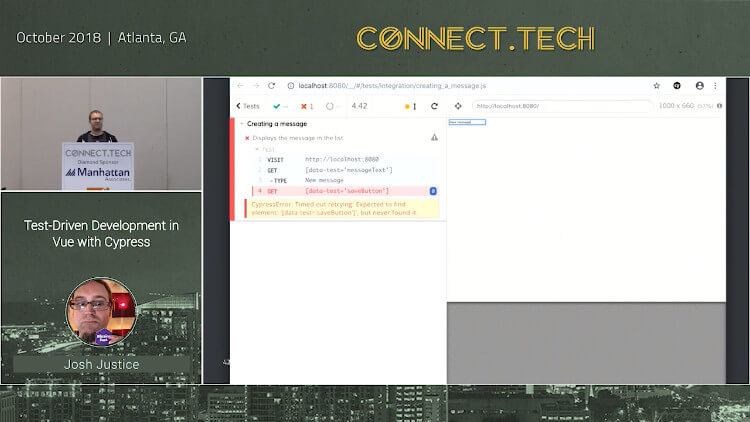 October 2018 | Atlanta, GA
CONNECT.TECH
localhost:8080/__/#/tests/integration/creating_a_message.js
Tests
--
1
--
4.42
1
http://localhost:8080/
1000 x 660 (57%)
Creating a message
Displays the message in the list
TEST
1 VISIT http://localhost:8080
2 GET [data-test='messageText']
3 -TYPE New message
4 GET [data-test='saveButton']
0
CypressError: Timed out retrying: Expected to find
element: '[data-test='saveButton']', but never found it.
New message
CONNECT.TECH
Diamond Sponsor
Manhattan
Associates
Test-Driven Development in
Vue with Cypress
Josh Justice